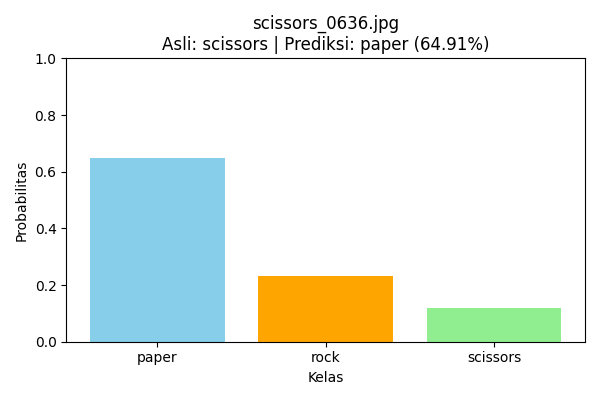 scissors_0636.jpg
Asli: scissors | Prediksi: paper (64.91%)
Probabilitas
1.0
0.8
0.6
0.4
0.2
0.0
paper
rock
scissors
Kelas